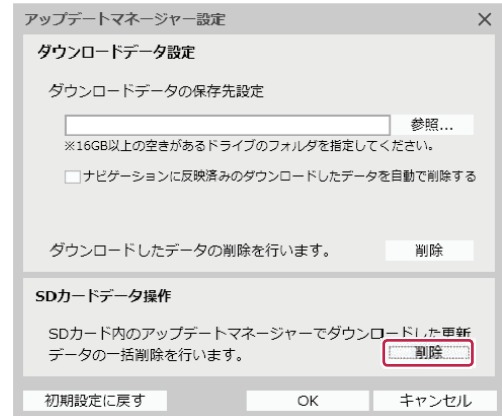 アップデートマネージャー設定
ダウンロードデータ設定
ダウンロードデータの保存先設定
参照...
※16GB以上の空きがあるドライブのフォルダを指定してください。
ナビゲーションに反映済みのダウンロードしたデータを自動で削除する
ダウンロードしたデータの削除を行います。 削除
SDカードデータ操作
SDカード内のアップデートマネージャーでダウンロードした更新
データの一括削除を行います。 削除
初期設定に戻す OK キャンセル